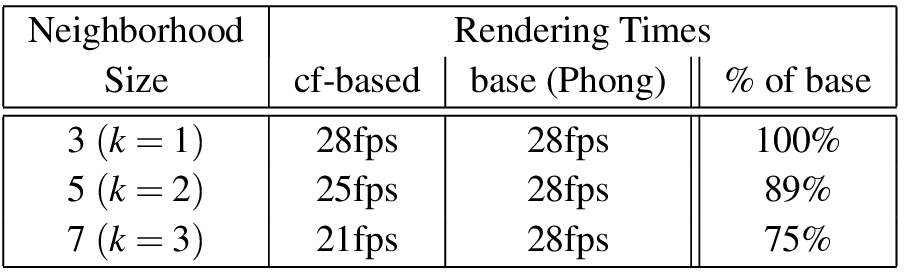 Neighborhood Rendering Times
Size cf-based base (Phong) % of base
3 (k = 1) 28fps 28fps 100%
5 (k = 2) 25fps 28fps 89%
7 (k = 3) 21fps 28fps 75%